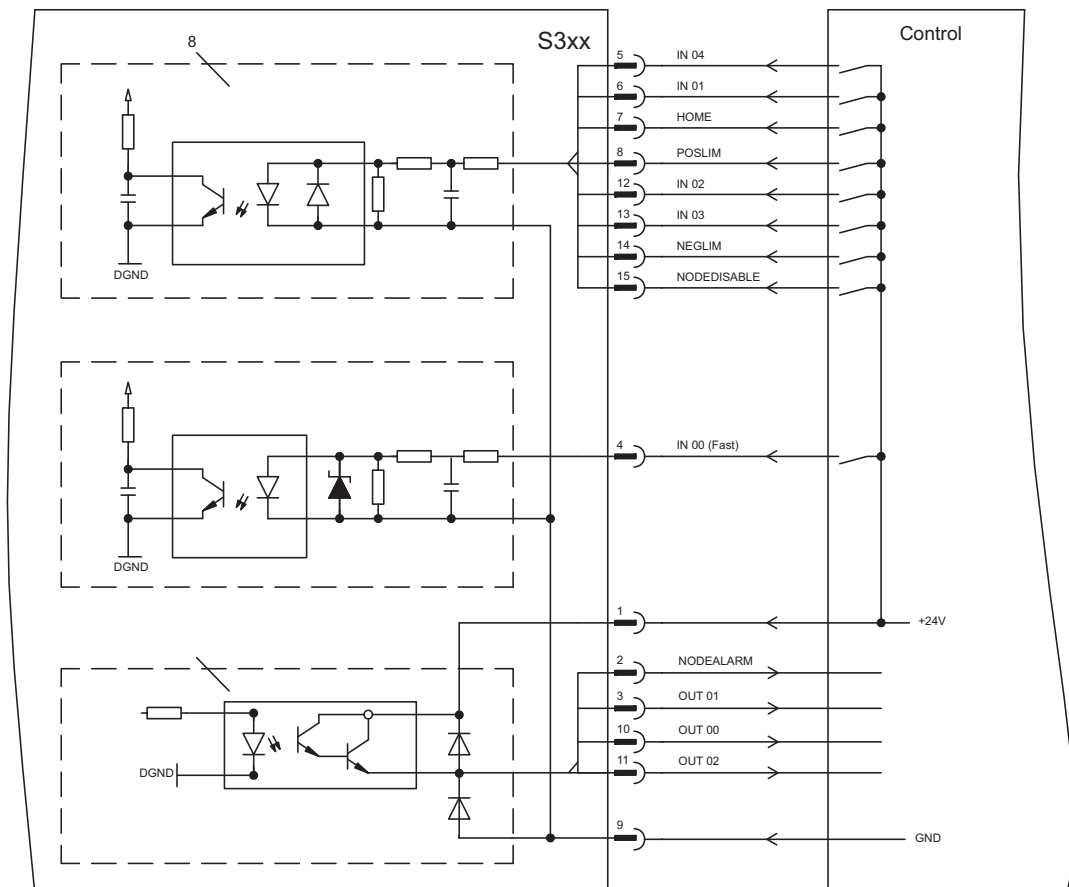 8
S3xx
Control
5 IN 04
6 IN 01
7 HOME
8 POSLIM
12 IN 02
13 IN 03
14 NEGLIM
15 NODEDISABLE
DGND
4 IN 00 (Fast)
DGND
1 +24V
2 NODEALARM
3 OUT 01
10 OUT 00
11 OUT 02
DGND
9 GND